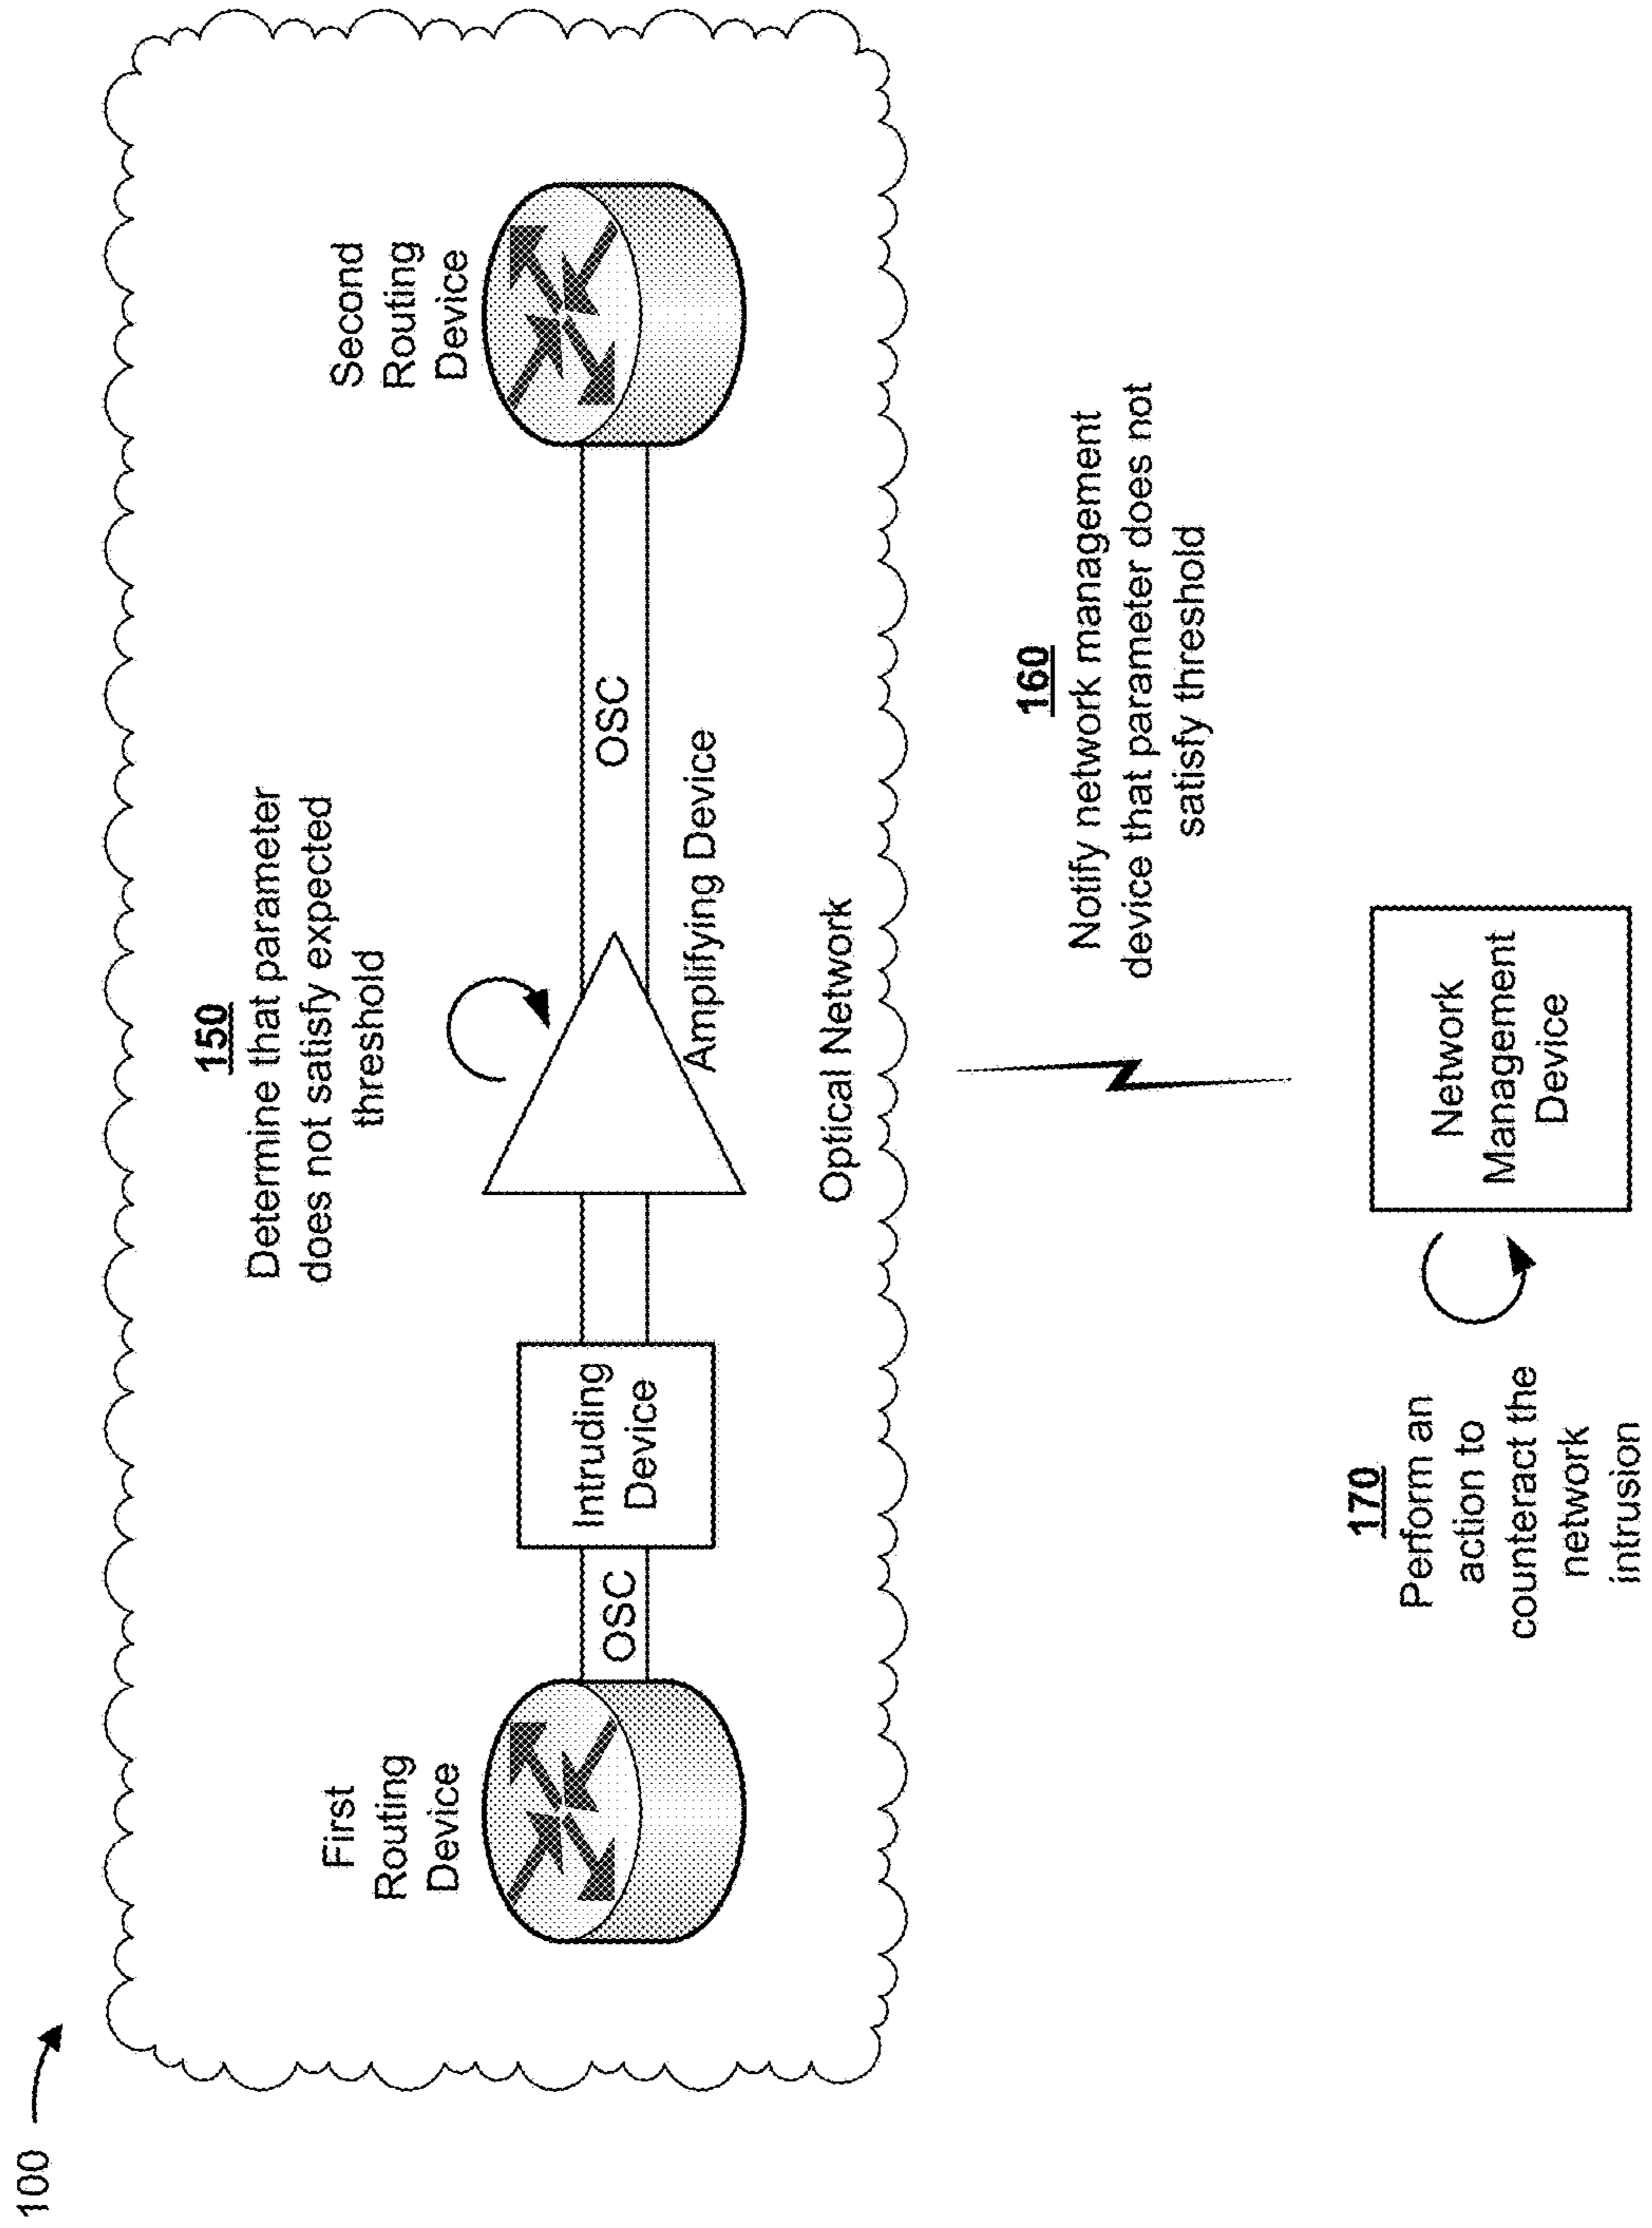 100
150
Determine that parameter
does not satisfy expected
threshold
First
Routing
Device
Second
Routing
Device
OSC
Intruding
Device
OSC
Amplifying Device
Optical Network
160
Notify network management
device that parameter does not
satisfy threshold
170
Perform an
action to
counteract the
network
intrusion
Network
Management
Device